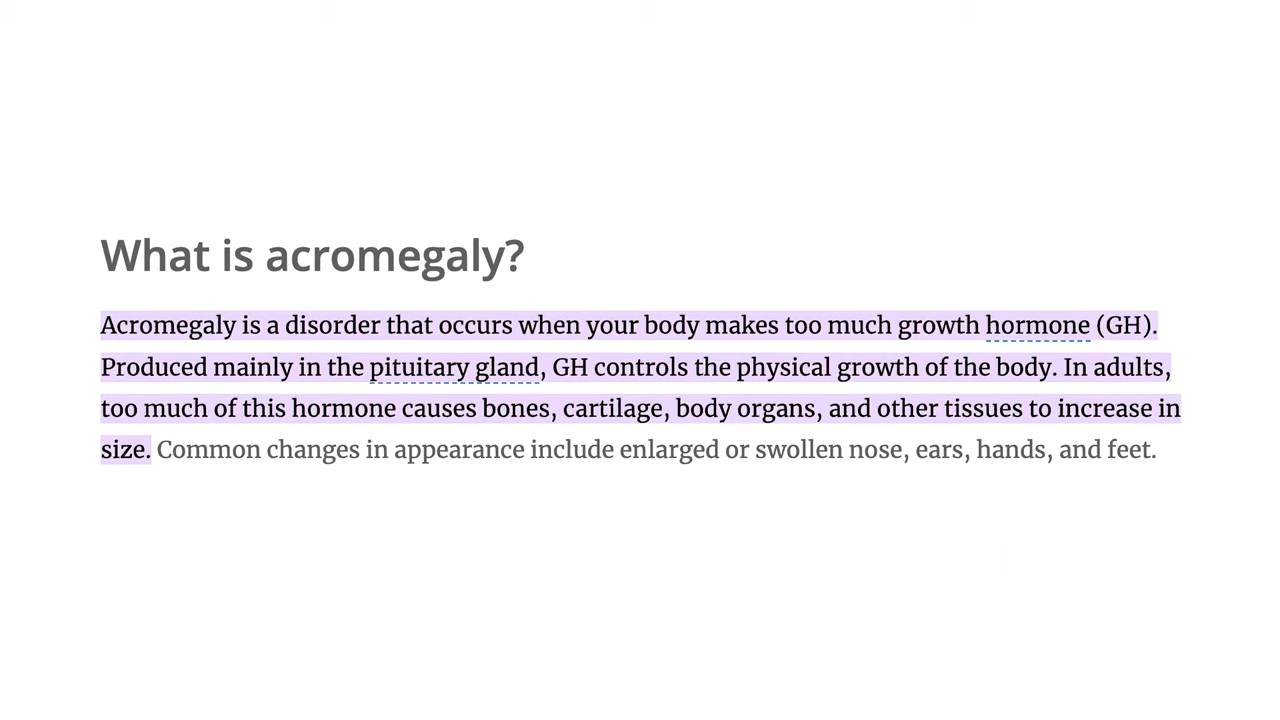 What is acromegaly?
Acromegaly is a disorder that occurs when your body makes too much growth hormone (GH).
Produced mainly in the pituitary gland, GH controls the physical growth of the body. In adults,
too much of this hormone causes bones, cartilage, body organs, and other tissues to increase in
size. Common changes in appearance include enlarged or swollen nose, ears, hands, and feet.